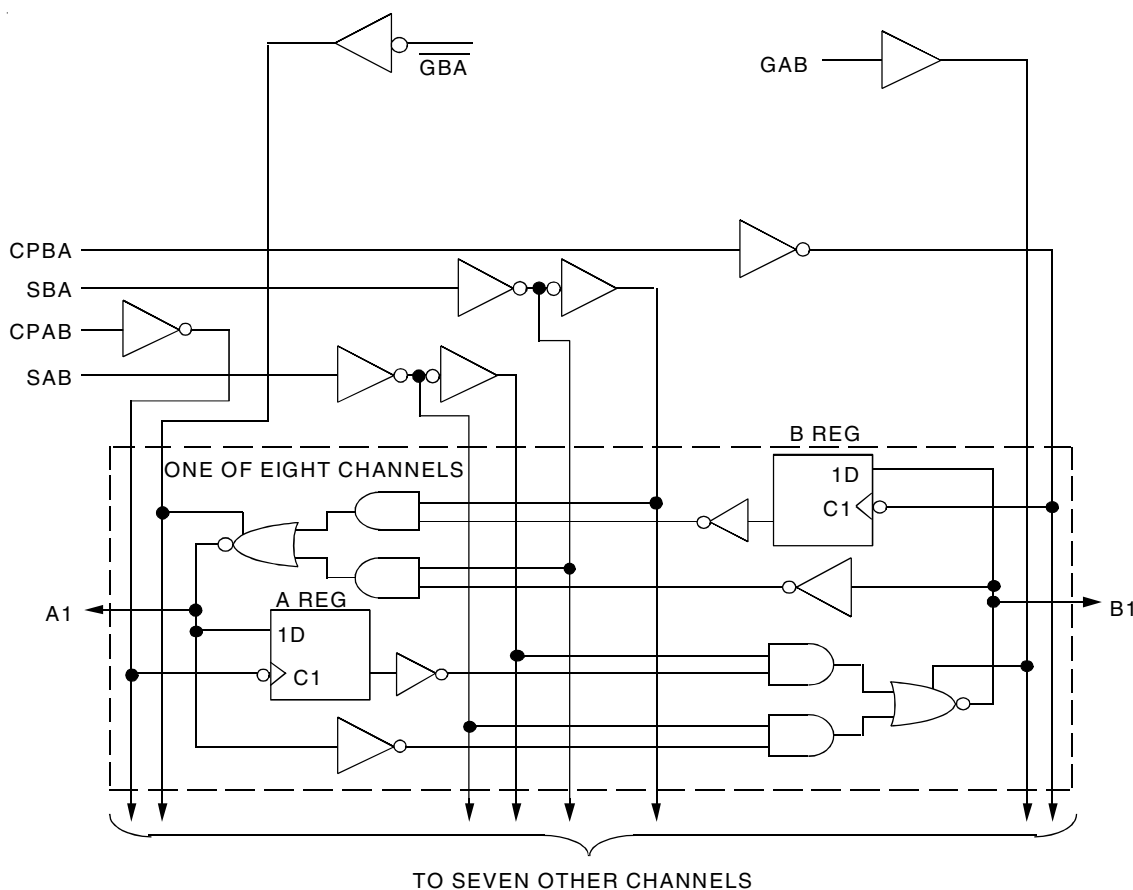 G̅B̅A̅
GAB
CPBA
SBA
CPAB
SAB
B REG
ONE OF EIGHT CHANNELS
1D
C1
A REG
A1
1D
B1
C1
TO SEVEN OTHER CHANNELS